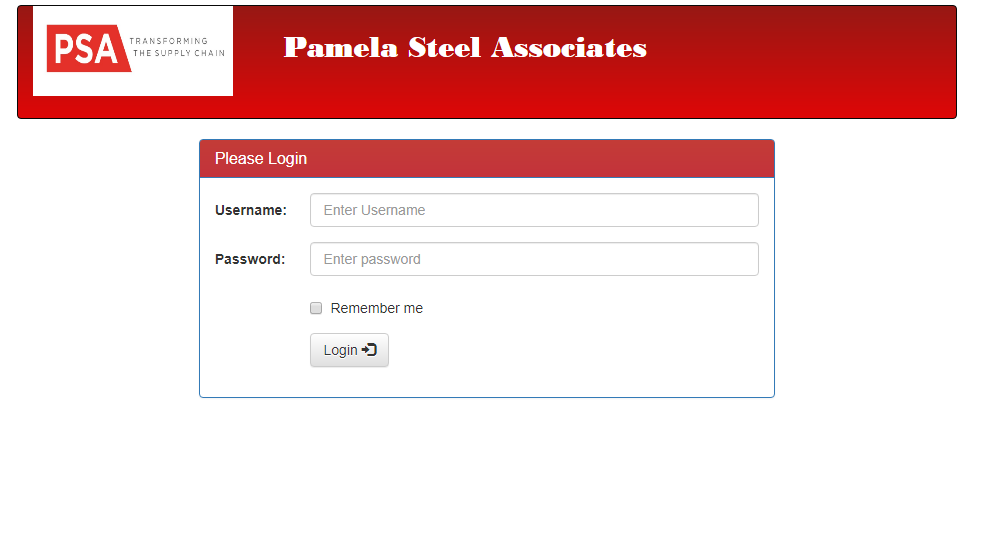 PSA
TRANSFORMING
THE SUPPLY CHAIN
Pamela Steel Associates
Please Login
Username:
Enter Username
Password:
Enter password
Remember me
Login